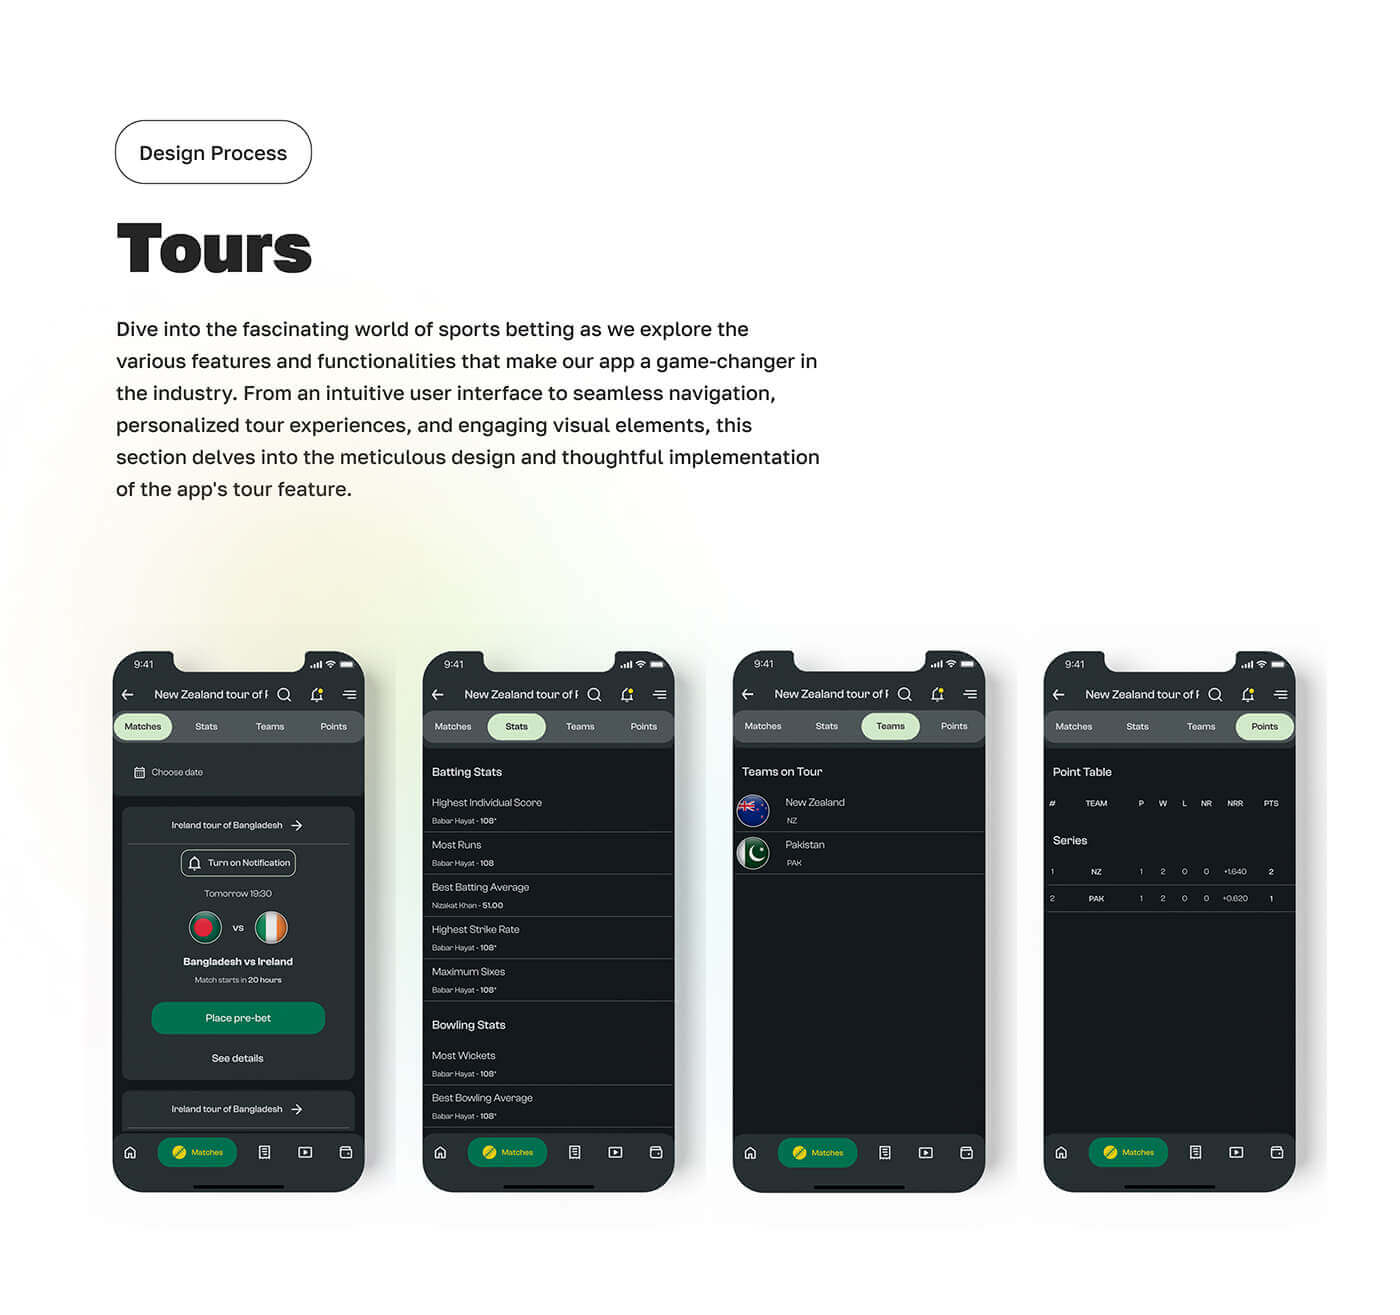 Design Process
Tours
Dive into the fascinating world of sports betting as we explore the
various features and functionalities that make our app a game-changer in
the industry. From an intuitive user interface to seamless navigation,
personalized tour experiences, and engaging visual elements, this
section delves into the meticulous design and thoughtful implementation
of the app's tour feature.
9:41
New Zealand tour of
Matches Stats Teams Points
Choose date
Ireland tour of Bangladesh
Turn on Notification
Tomorrow 19:30
vs
Bangladesh vs Ireland
Match starts in 20 hours
Place pre-bet
See details
Ireland tour of Bangladesh
Matches
9:41
New Zealand tour of
Matches Stats Teams Points
Batting Stats
Highest Individual Score
Babar Hayat - 108*
Most Runs
Babar Hayat - 108
Best Batting Average
Nizakat Khan - 51.00
Highest Strike Rate
Babar Hayat - 108*
Maximum Sixes
Babar Hayat - 108*
Bowling Stats
Most Wickets
Babar Hayat - 108*
Best Bowling Average
Babar Hayat - 108*
Matches
9:41
New Zealand tour of
Matches Stats Teams Points
Teams on Tour
New Zealand
NZ
Pakistan
PAK
Matches
9:41
New Zealand tour of
Matches Stats Teams Points
Point Table
# TEAM P W L NR NRR PTS
Series
1 NZ 1 2 0 0 +1.640 2
2 PAK 1 2 0 0 +0.620 1
Matches